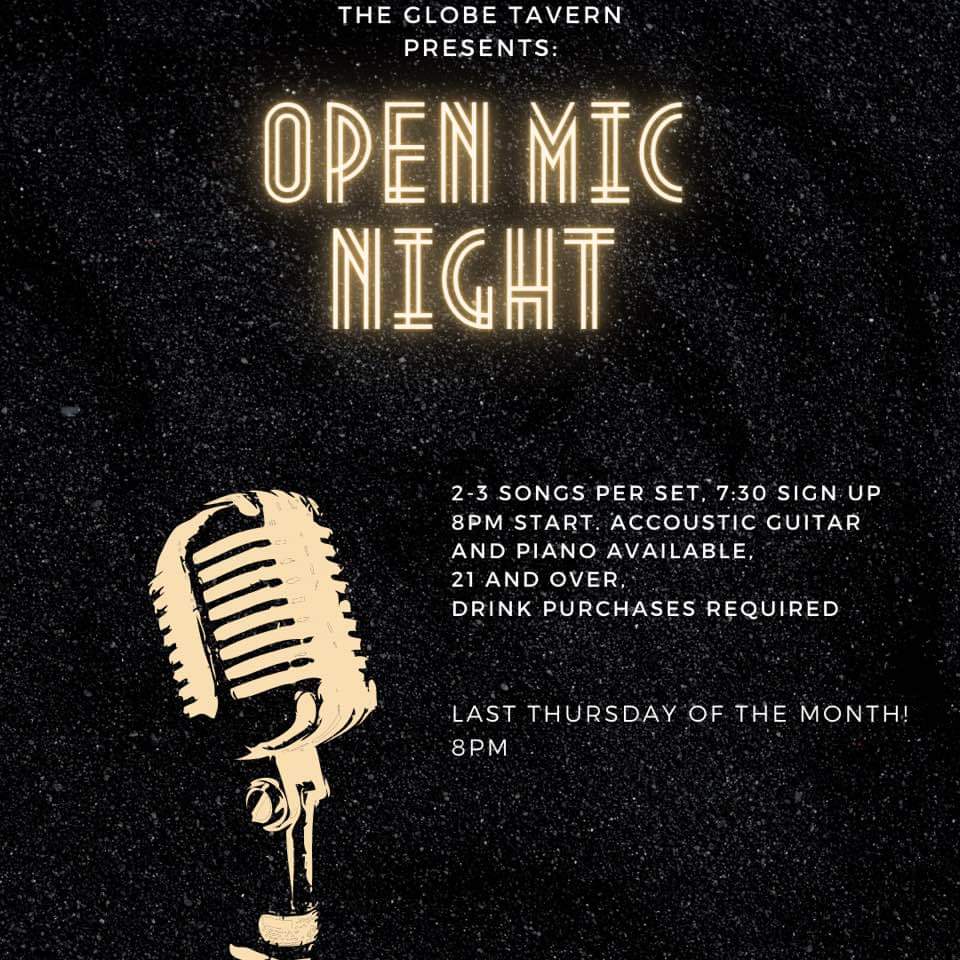 THE GLOBE TAVERN
PRESENTS:
OPEN MIC
NIGHT
2-3 SONGS PER SET, 7:30 SIGN UP
8PM START. ACCOUSTIC GUITAR
AND PIANO AVAILABLE,
21 AND OVER,
DRINK PURCHASES REQUIRED
LAST THURSDAY OF THE MONTH!
8PM